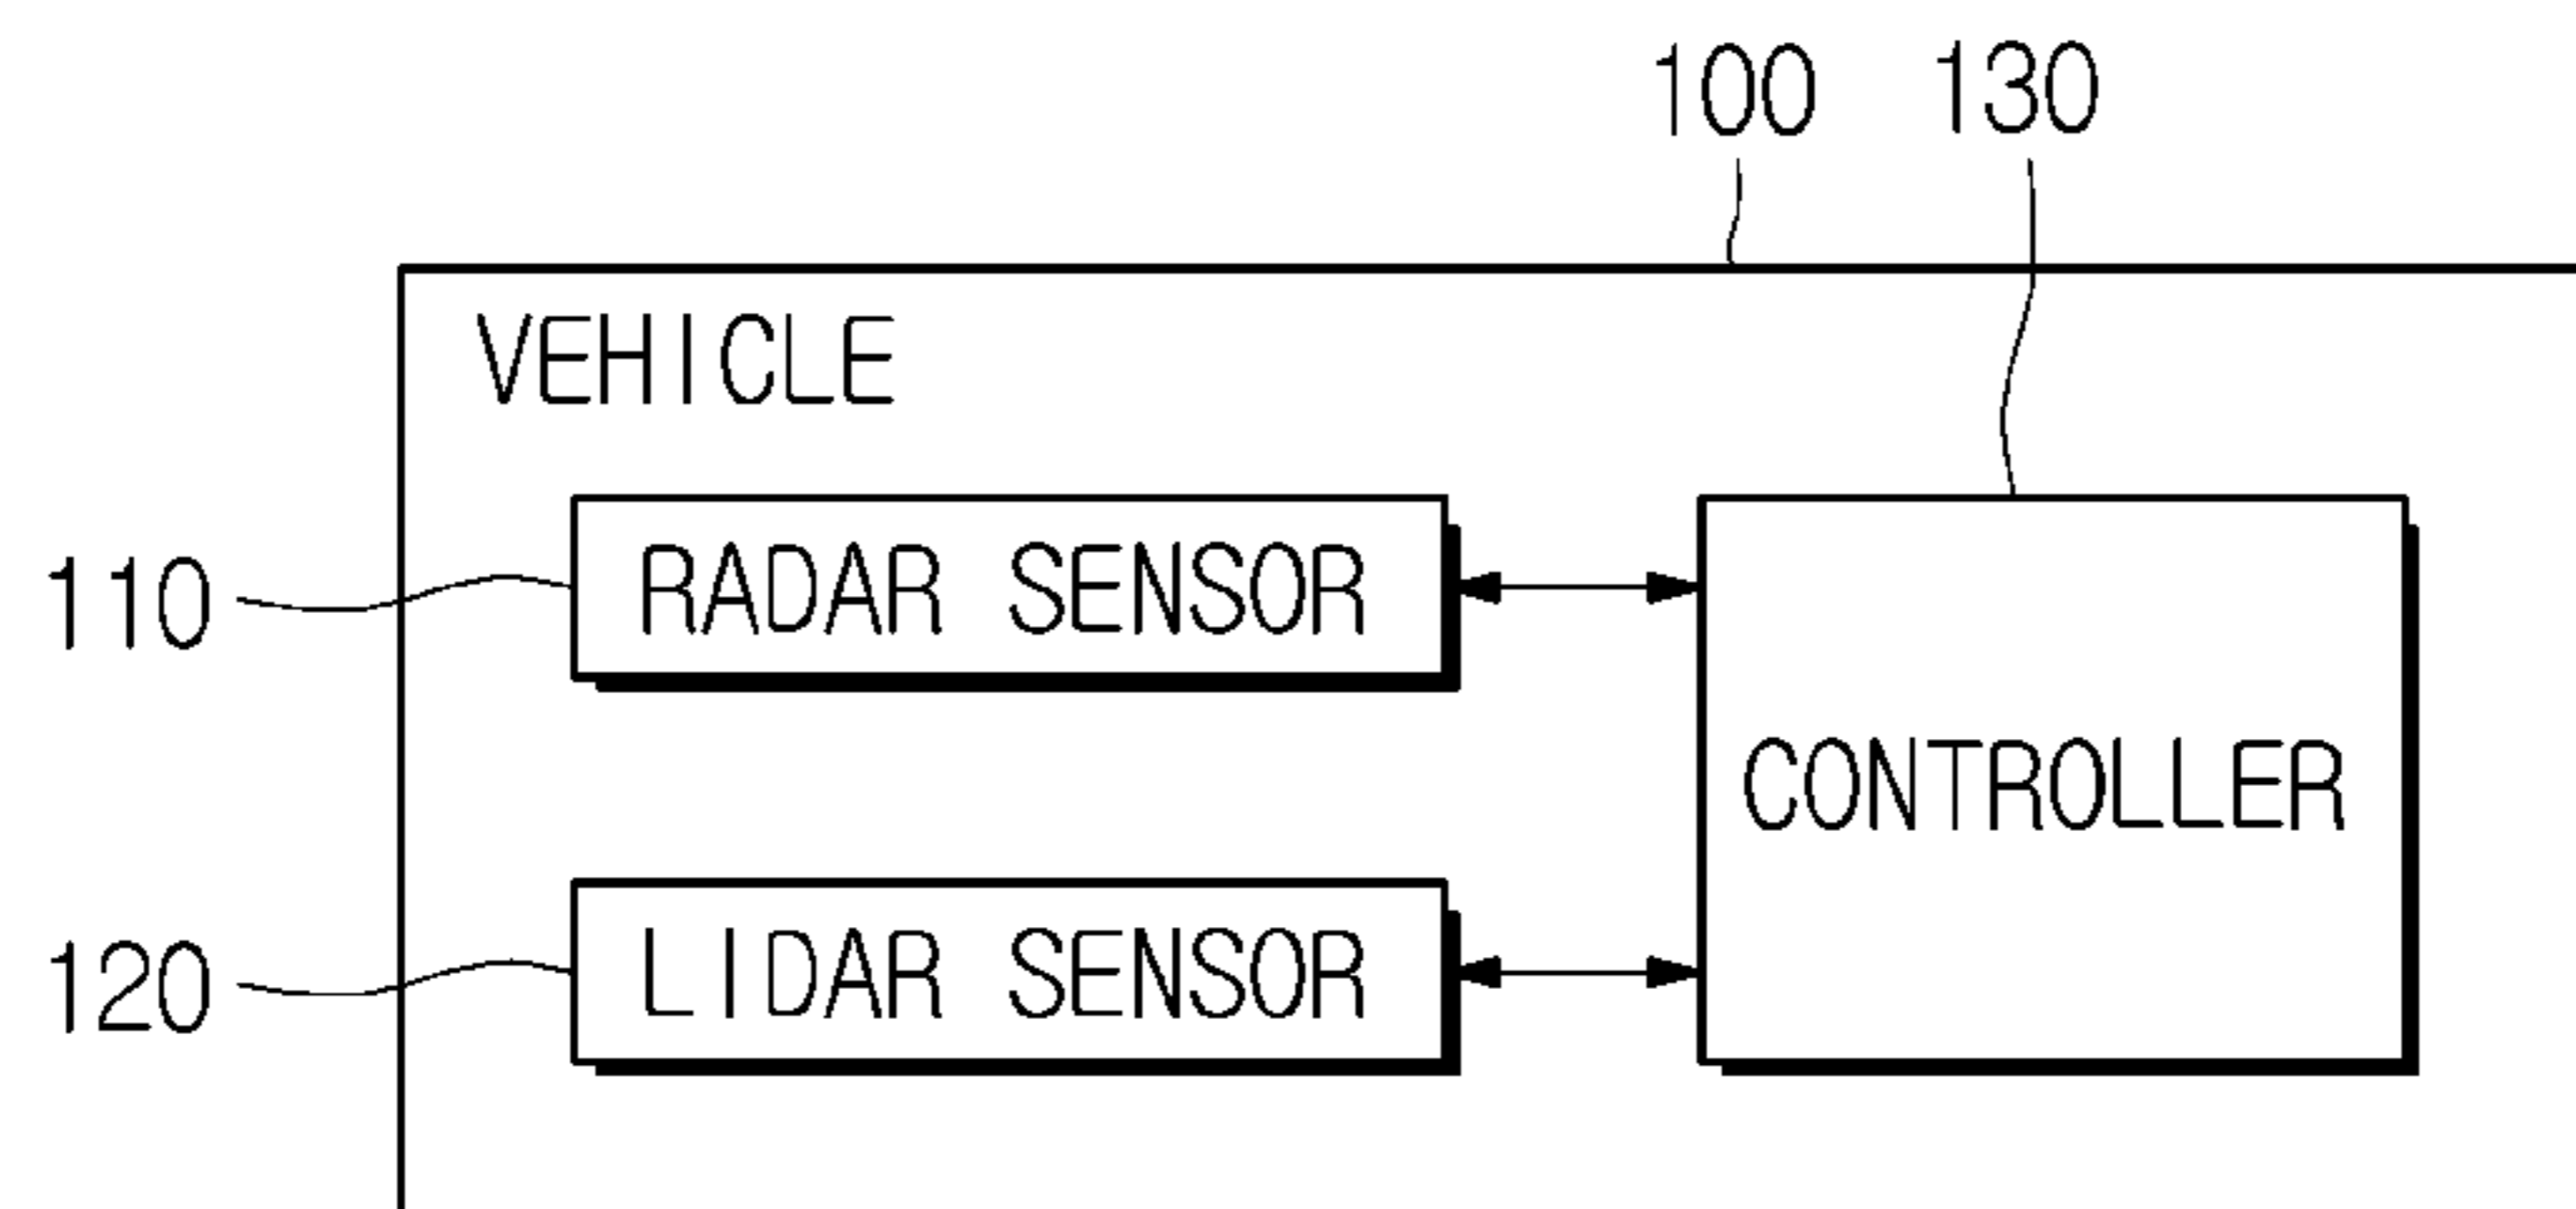 100 130
VEHICLE
110 RADAR SENSOR
CONTROLLER
120 LIDAR SENSOR